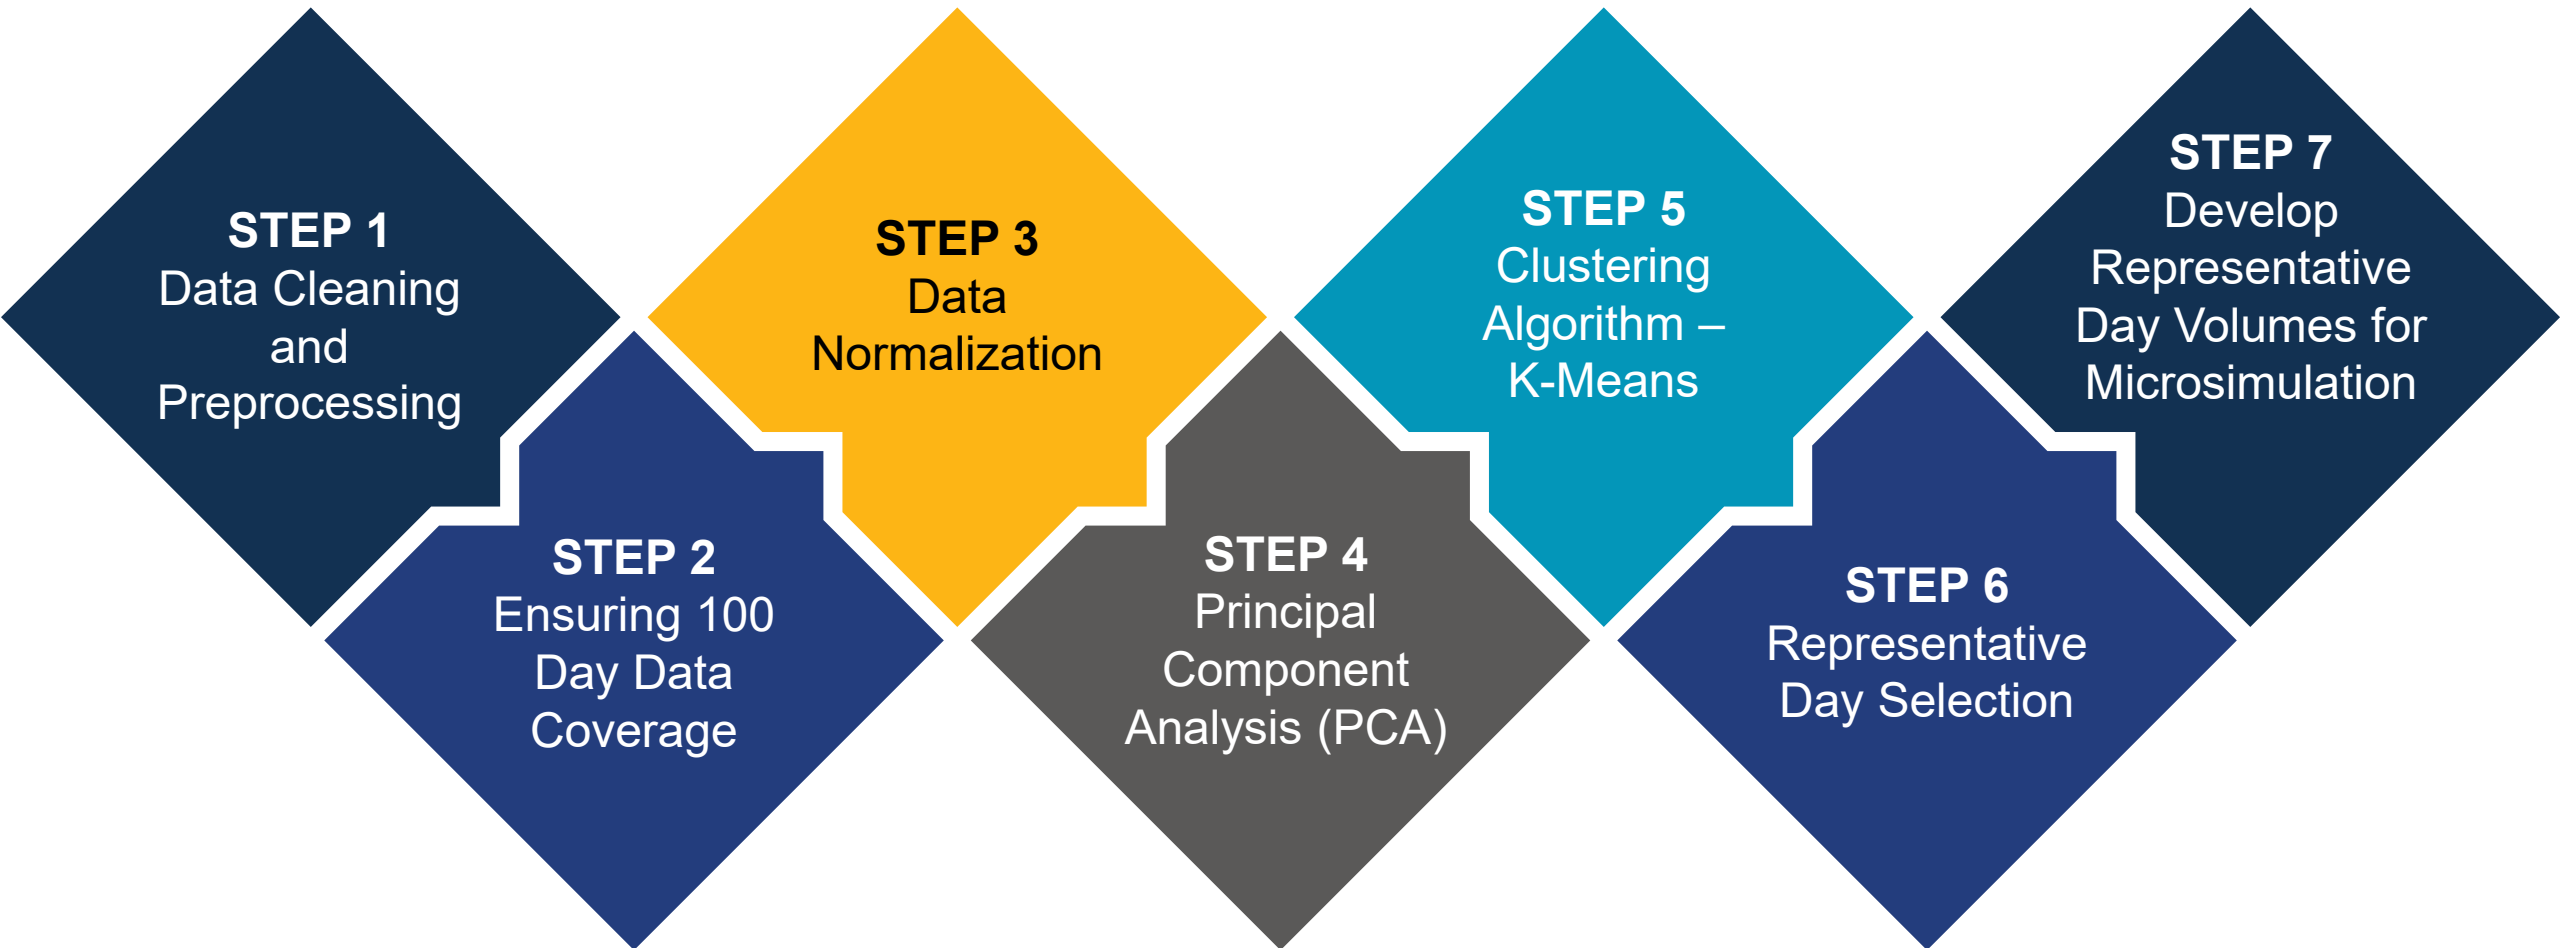 STEP 1
Data Cleaning
and
Preprocessing
STEP 2
Ensuring 100
Day Data
Coverage
STEP 3
Data
Normalization
STEP 4
Principal
Component
Analysis (PCA)
STEP 5
Clustering
Algorithm –
K-Means
STEP 6
Representative
Day Selection
STEP 7
Develop
Representative
Day Volumes for
Microsimulation